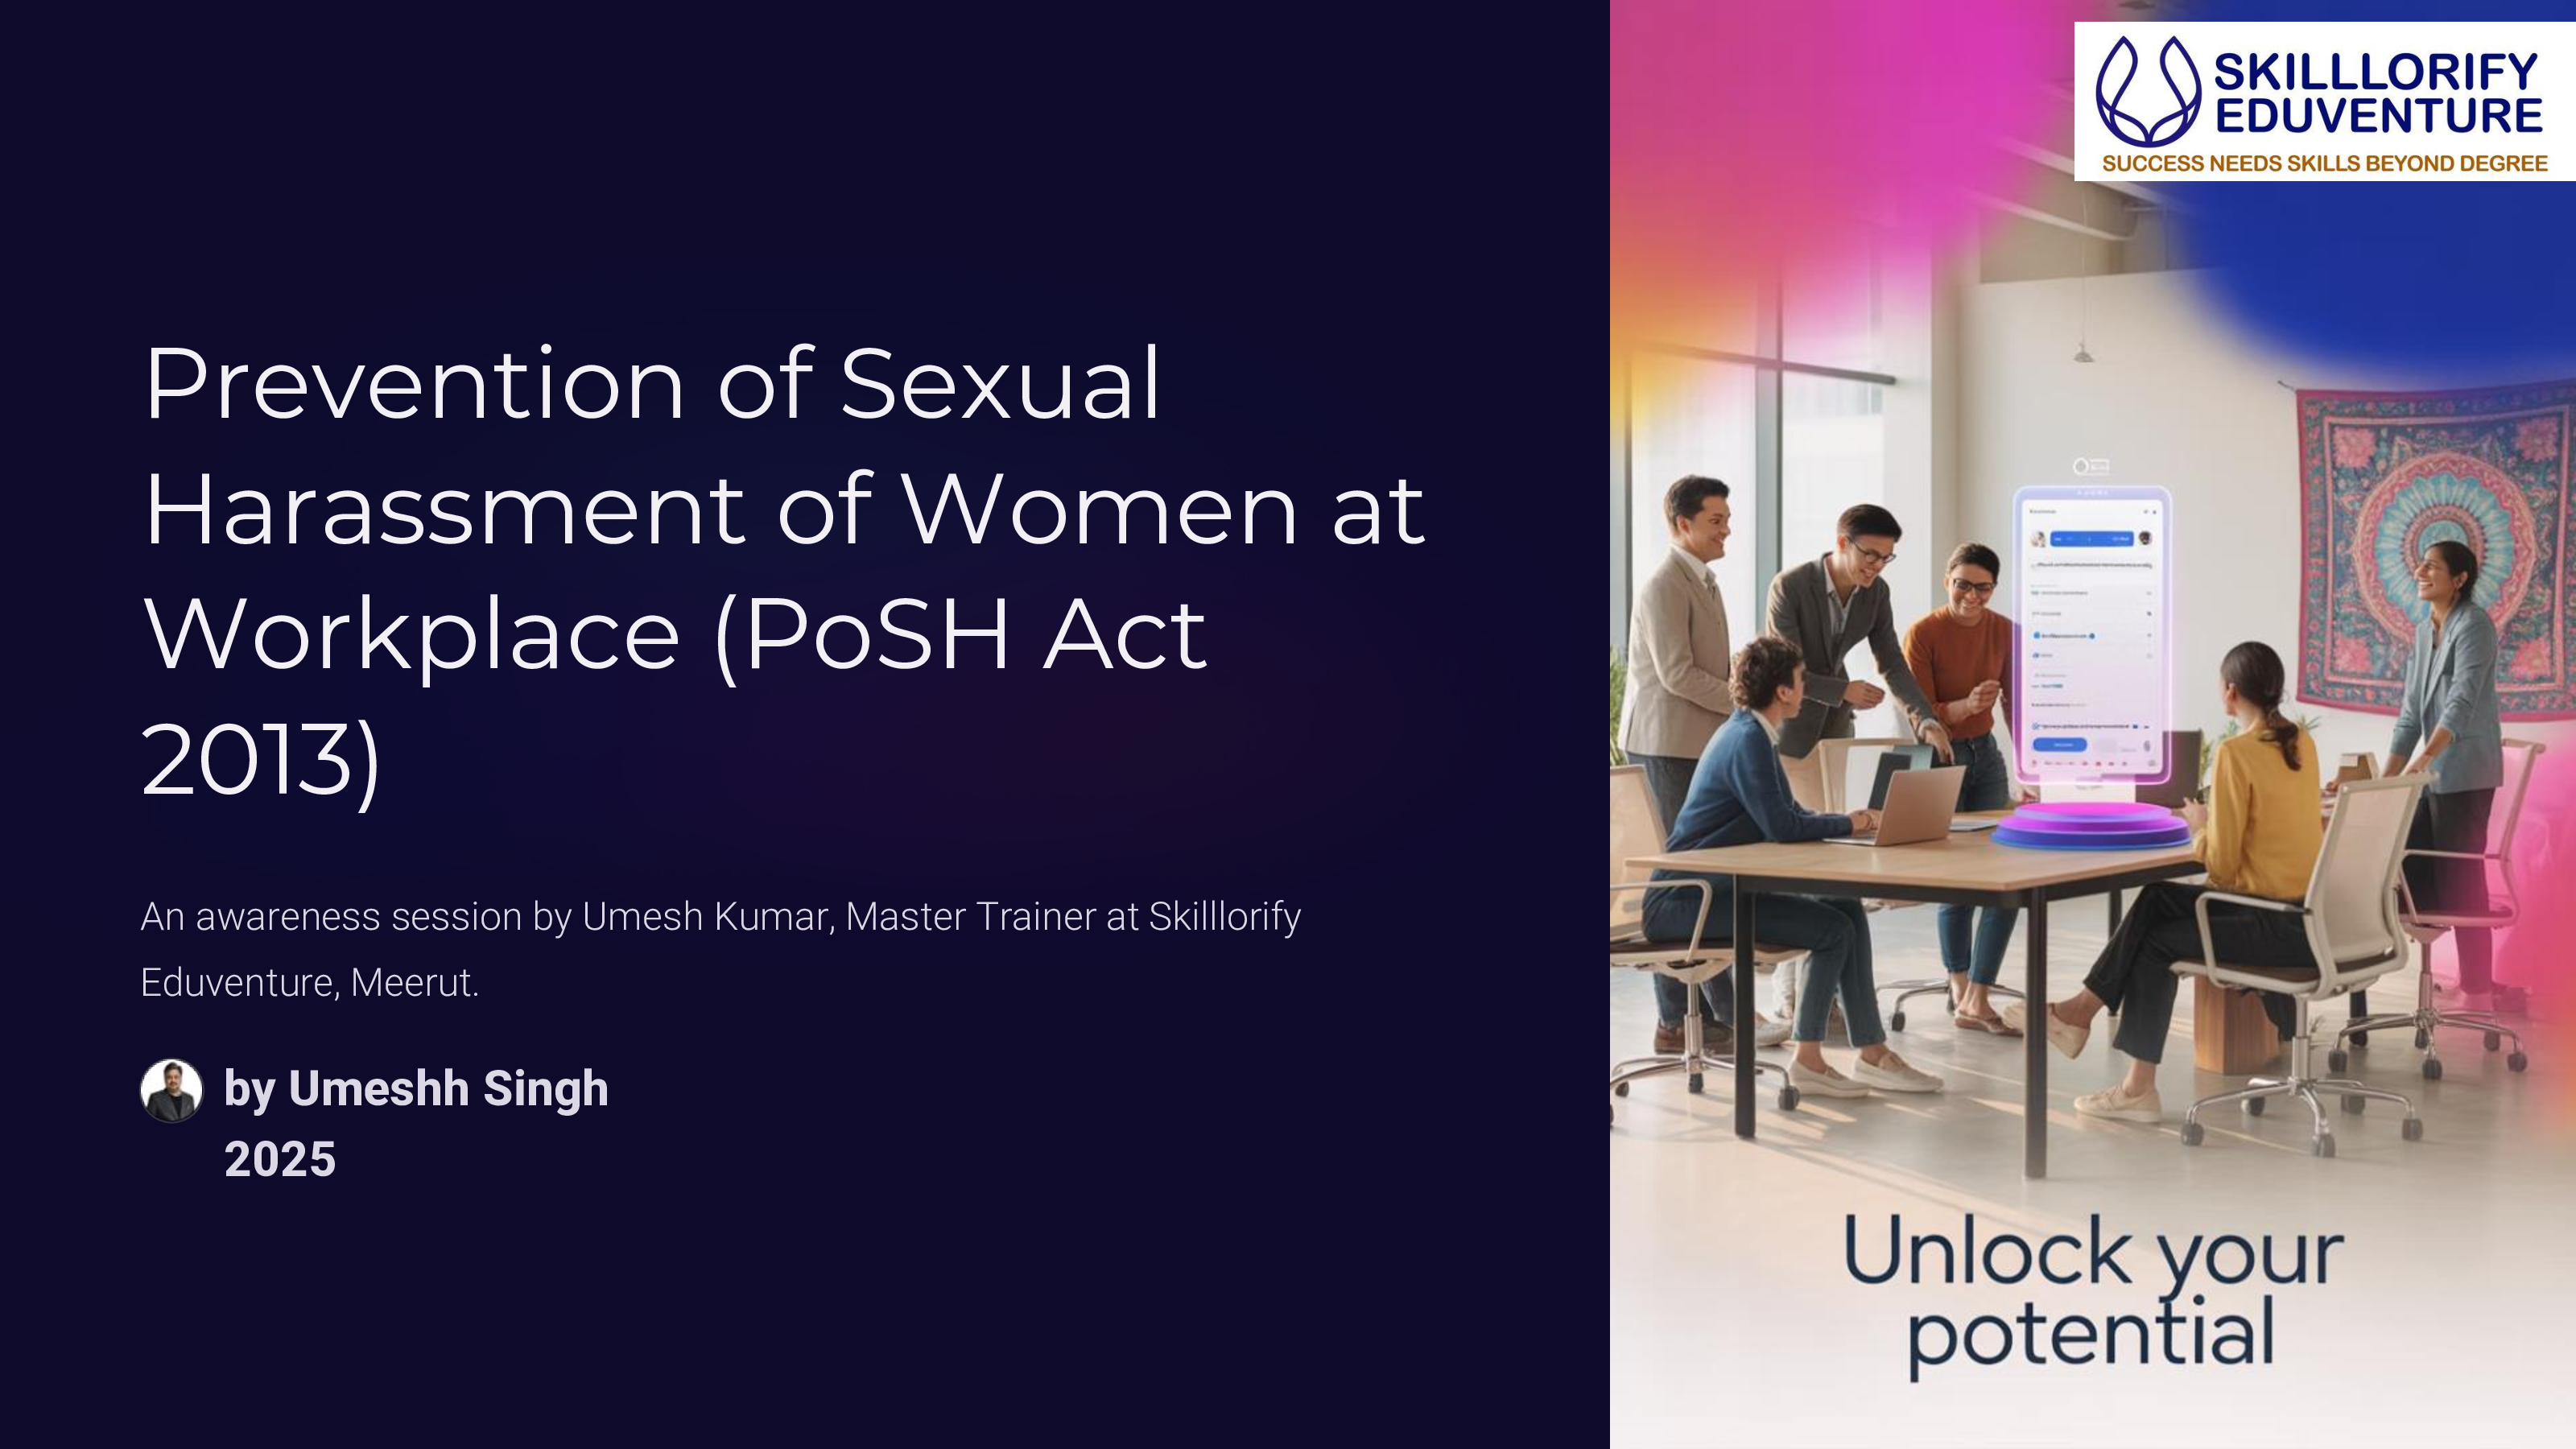 Prevention of Sexual
Harassment of Women at
Workplace (PoSH Act
2013)
An awareness session by Umesh Kumar, Master Trainer at Skilllorify
Eduventure, Meerut.
by Umeshh Singh
2025
SKILLLORIFY
EDUVENTURE
SUCCESS NEEDS SKILLS BEYOND DEGREE
Unlock your
potential